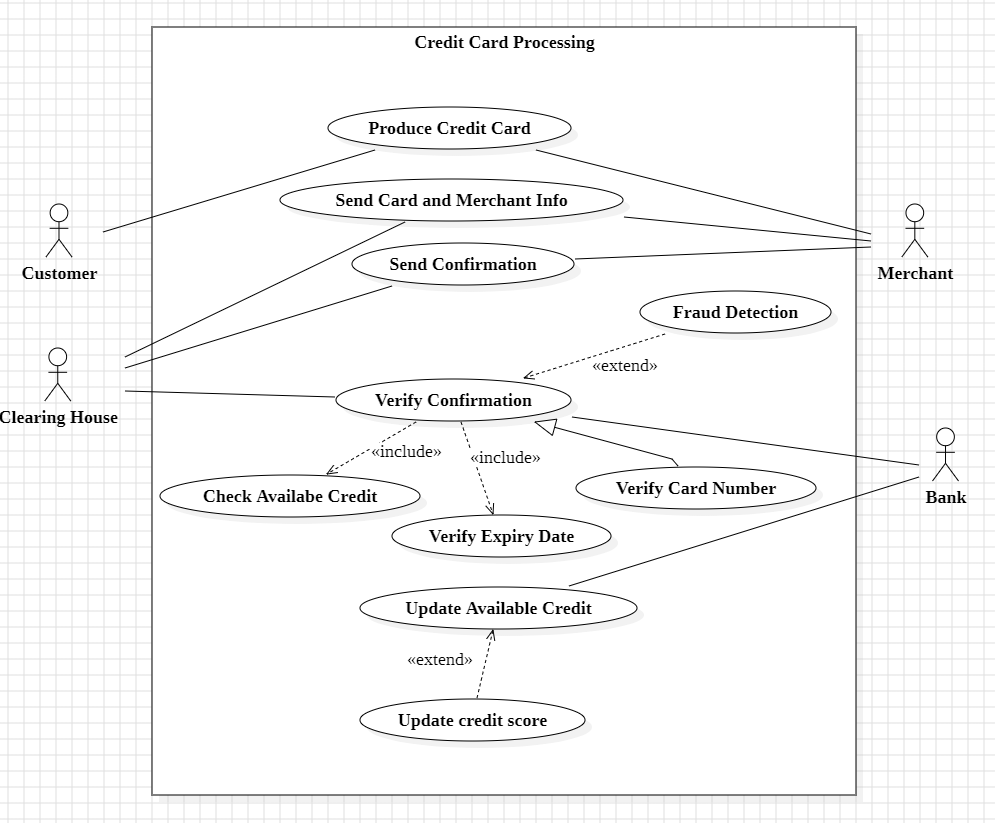 Credit Card Processing
Produce Credit Card
Send Card and Merchant Info
Customer
Send Confirmation
Merchant
Fraud Detection
«extend»
Clearing House
Verify Confirmation
«include»
«include»
Verify Card Number
Bank
Check Availabe Credit
Verify Expiry Date
Update Available Credit
«extend»
Update credit score